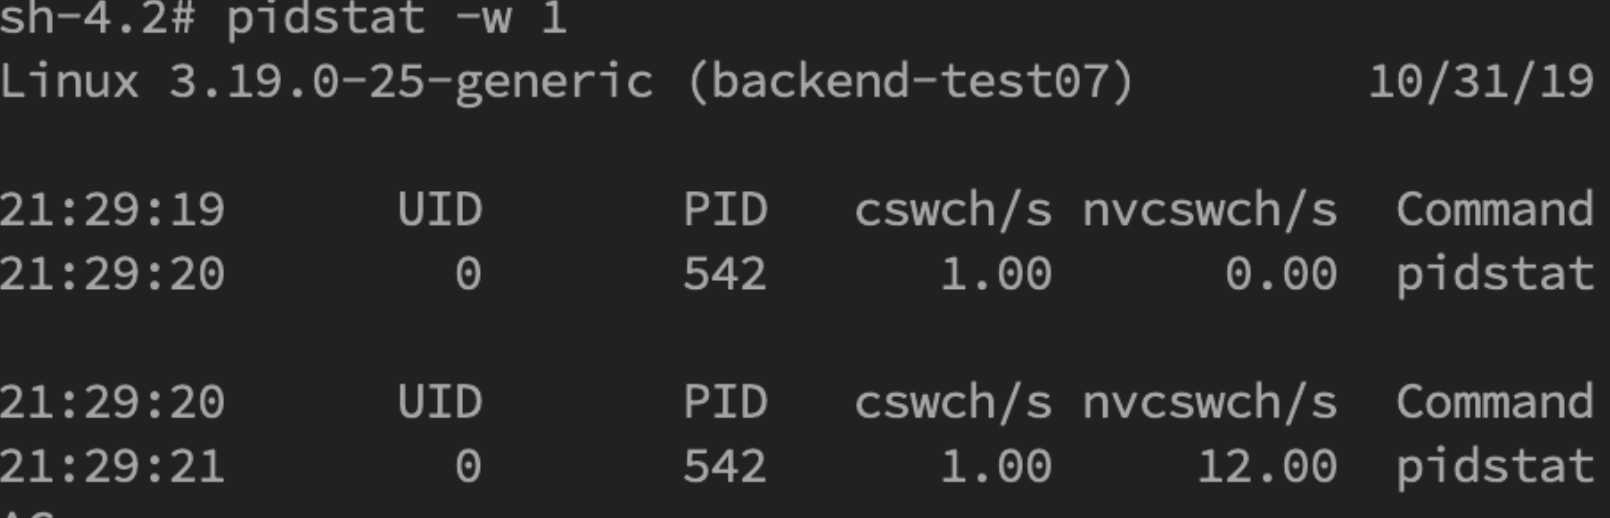 sh-4.2# pidstat -w 1
Linux 3.19.0-25-generic (backend-test07) 10/31/19
21:29:19 UID PID cswch/s nvcswch/s Command
21:29:20 0 542 1.00 0.00 pidstat
21:29:20 UID PID cswch/s nvcswch/s Command
21:29:21 0 542 1.00 12.00 pidstat